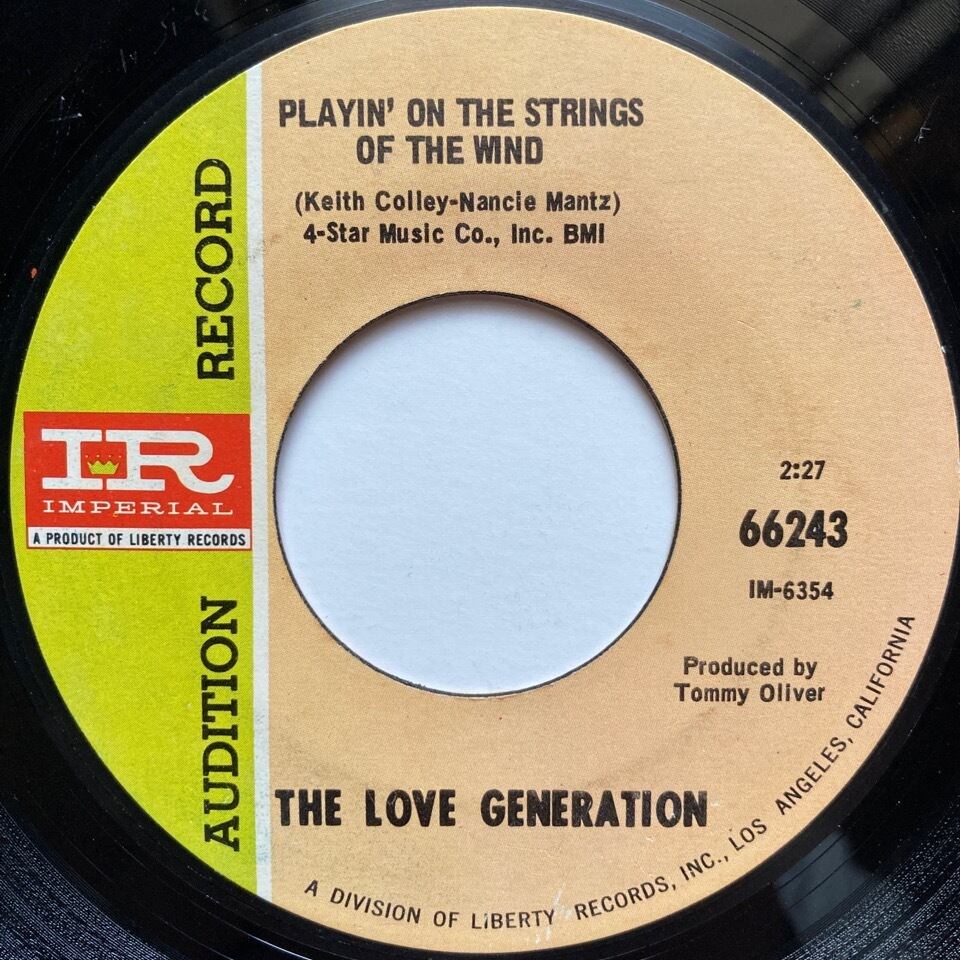 PLAYIN' ON THE STRINGS
OF THE WIND
(Keith Colley-Nancie Mantz)
4-Star Music Co., Inc. BMI
AUDITION RECORD
IR
IMPERIAL
A PRODUCT OF LIBERTY RECORDS
2:27
66243
IM-6354
Produced by
Tommy Oliver
THE LOVE GENERATION
A DIVISION OF LIBERTY RECORDS, INC., LOS ANGELES, CALIFORNIA